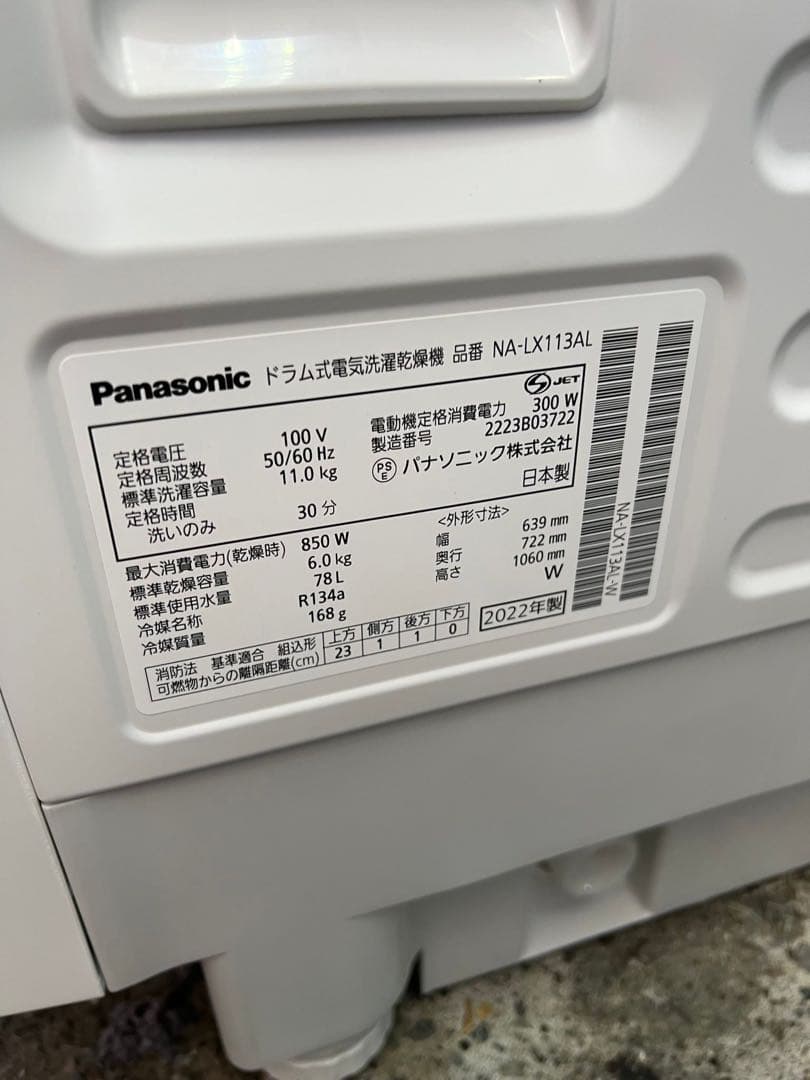 Panasonic ドラム式電気洗濯乾燥機 品番 NA-LX113AL
定格電圧 100 V
定格周波数 50/60 Hz
標準洗濯容量 11.0 kg
定格時間
洗いのみ 30 分
JET
電動機定格消費電力 300 W
製造番号 2223B03722
PSE パナソニック株式会社
日本製
最大消費電力(乾燥時) 850 W
標準乾燥容量 6.0 kg
標準使用水量 78 L
冷媒名称 R134a
冷媒質量 168 g
<外形寸法>
幅 639 mm
奥行 722 mm
高さ 1060 mm
W
消防法 基準適合 組込形 上方 側方 後方 下方
可燃物からの離隔距離(cm) 23 1 1 0
2022年製
NA-LX113AL-W